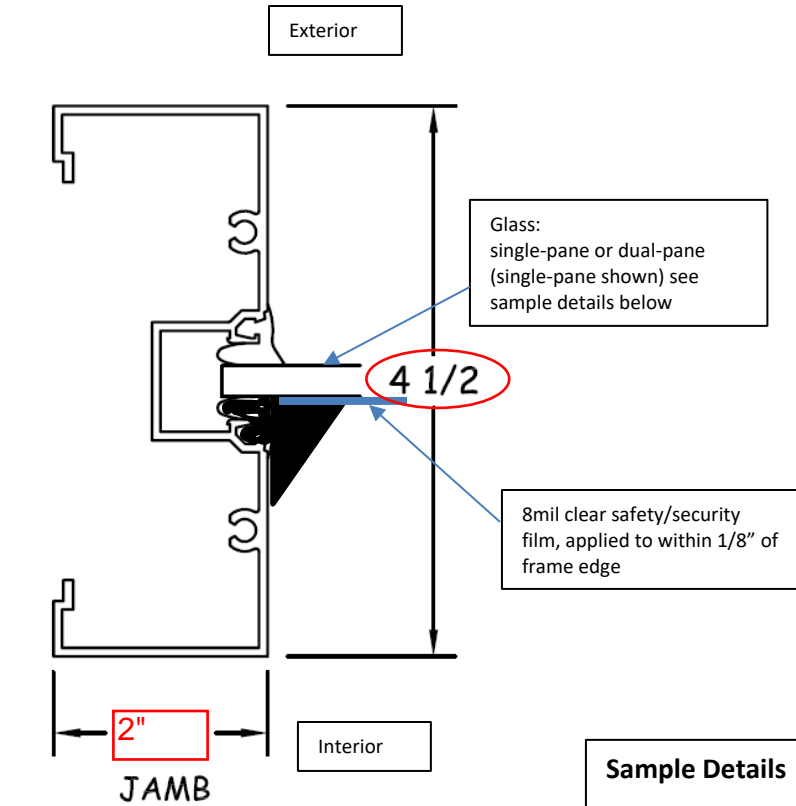 Exterior
Glass:
single-pane or dual-pane
(single-pane shown) see
sample details below
4 1/2
8mil clear safety/security
film, applied to within 1/8” of
frame edge
2"
Interior
JAMB
Sample Details